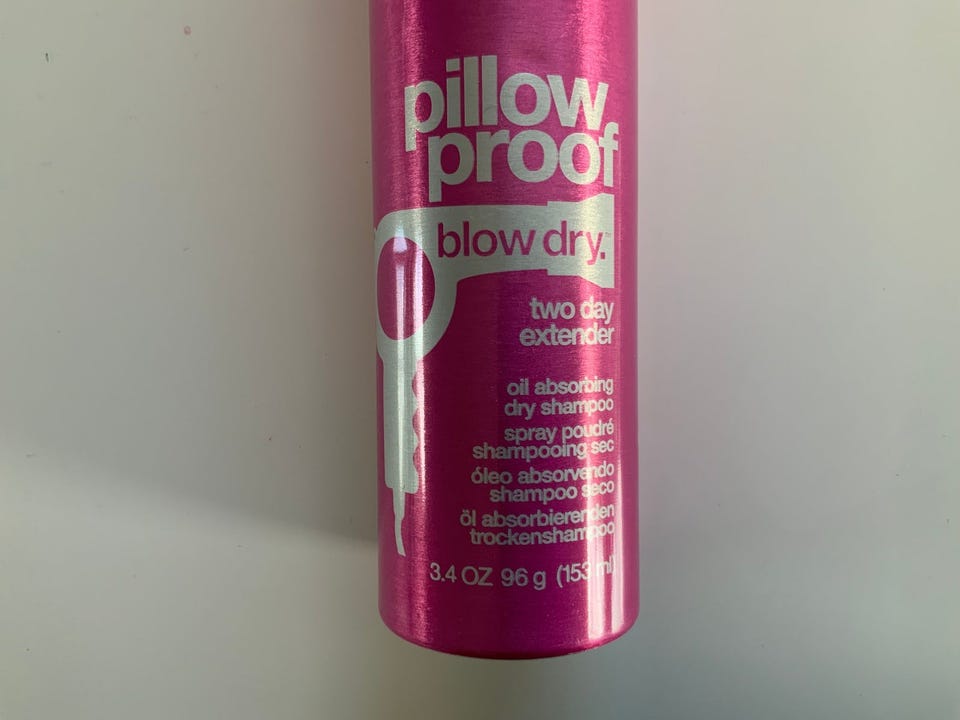 pillow
proof
blow dry.™
two day
extender
oil absorbing
dry shampoo
spray poudré
shampooing sec
óleo absorvendo
shampoo seco
öl absorbierenden
trockenshampoo
3.4 OZ 96 g (153 ml)